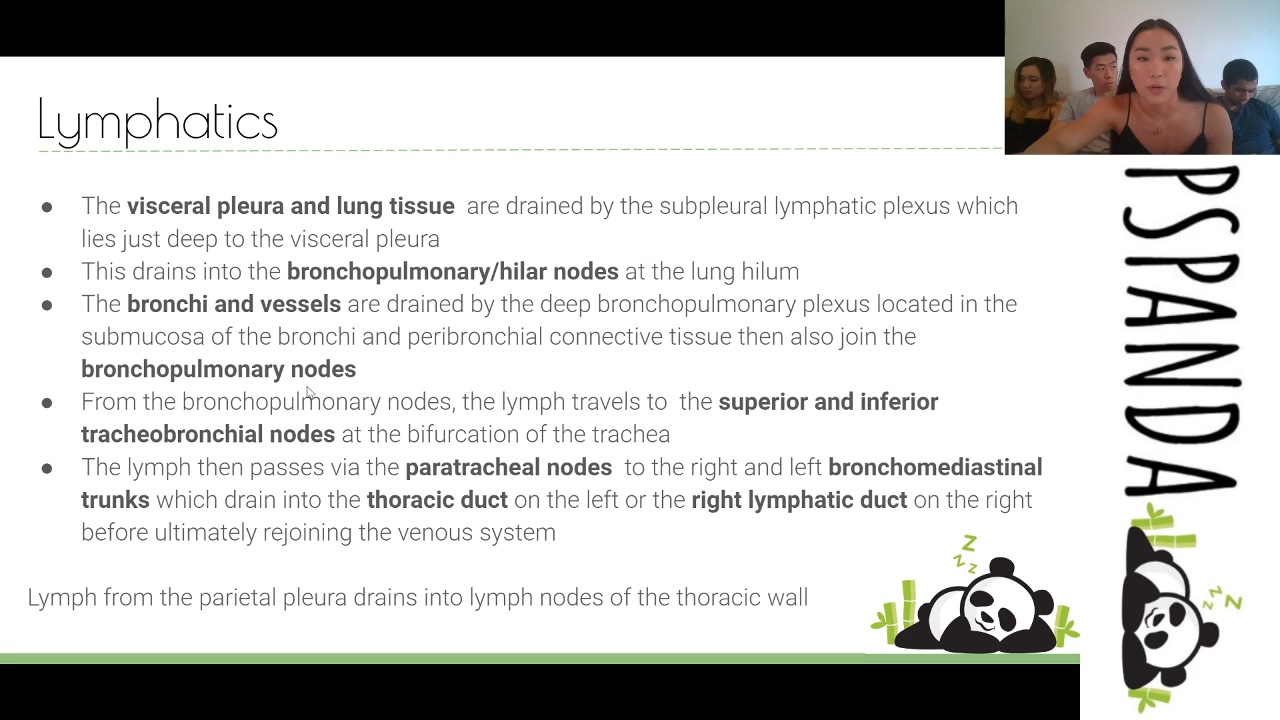 Lymphatics
● The visceral pleura and lung tissue are drained by the subpleural lymphatic plexus which
lies just deep to the visceral pleura
● This drains into the bronchopulmonary/hilar nodes at the lung hilum
● The bronchi and vessels are drained by the deep bronchopulmonary plexus located in the
submucosa of the bronchi and peribronchial connective tissue then also join the
bronchopulmonary nodes
● From the bronchopulmonary nodes, the lymph travels to the superior and inferior
tracheobronchial nodes at the bifurcation of the trachea
● The lymph then passes via the paratracheal nodes to the right and left bronchomediastinal
trunks which drain into the thoracic duct on the left or the right lymphatic duct on the right
before ultimately rejoining the venous system
Lymph from the parietal pleura drains into lymph nodes of the thoracic wall
z z z
PSPANDA
z z z